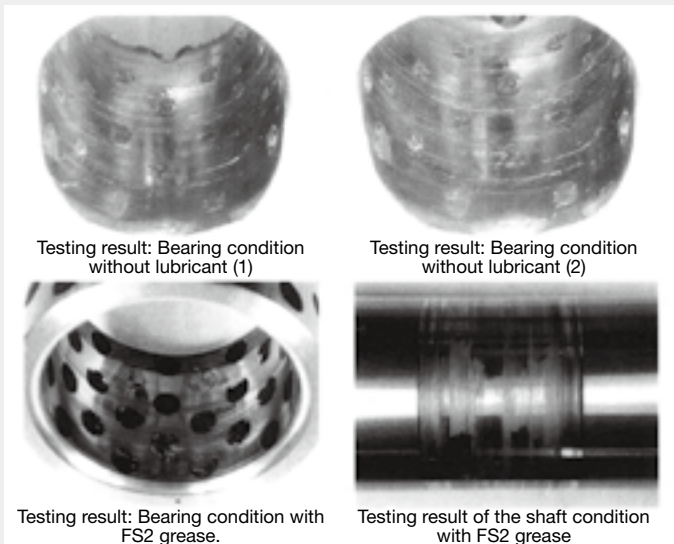 Testing result: Bearing condition
without lubricant (1)
Testing result: Bearing condition
without lubricant (2)
Testing result: Bearing condition with
FS2 grease.
Testing result of the shaft condition
with FS2 grease